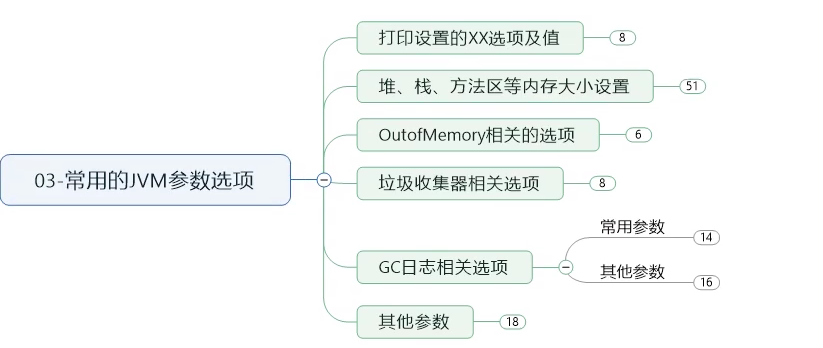 打印设置的XX选项及值
8
堆、栈、方法区等内存大小设置
51
OutofMemory相关的选项
6
03-常用的JVM参数选项
垃圾收集器相关选项
8
GC日志相关选项
常用参数
14
其他参数
16
其他参数
18